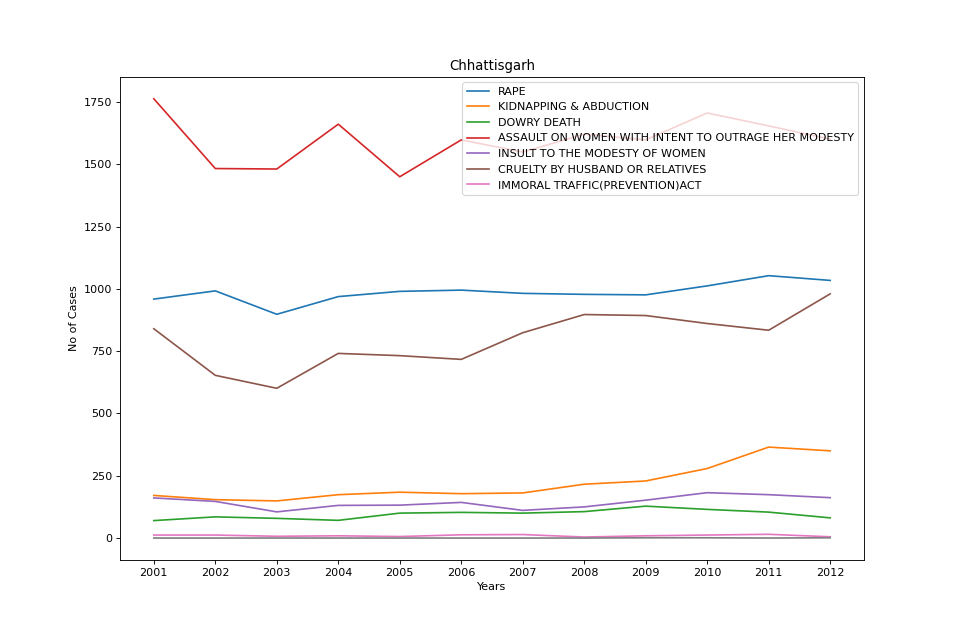 Chhattisgarh
RAPE
KIDNAPPING & ABDUCTION
DOWRY DEATH
ASSAULT ON WOMEN WITH INTENT TO OUTRAGE HER MODESTY
INSULT TO THE MODESTY OF WOMEN
CRUELTY BY HUSBAND OR RELATIVES
IMMORAL TRAFFIC(PREVENTION)ACT
No of Cases
1750
1500
1250
1000
750
500
250
0
2001 2002 2003 2004 2005 2006 2007 2008 2009 2010 2011 2012
Years